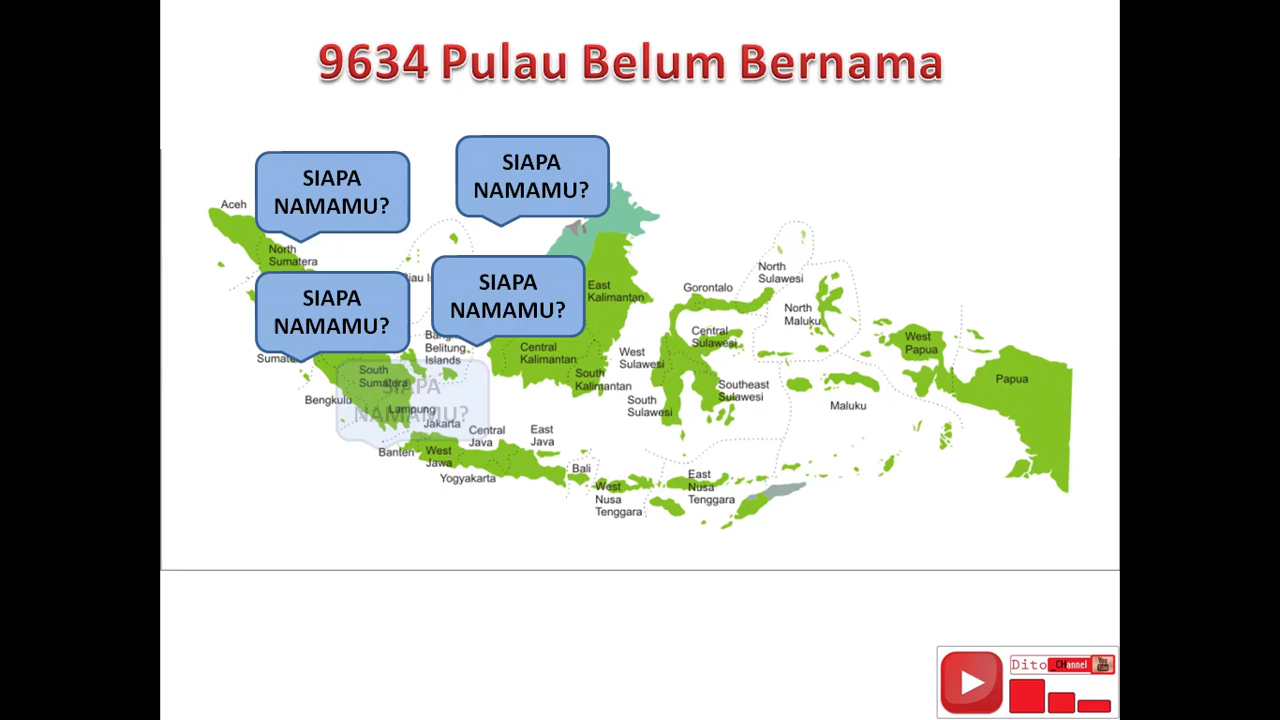 9634 Pulau Belum Bernama
SIAPA
NAMAMU?
SIAPA
NAMAMU?
Aceh
North
Sumatera
SIAPA
NAMAMU?
SIAPA
NAMAMU?
East
Kalimantan
Gorontalo
North
Sulawesi
North
Maluku
Central
Sulawesi
West
Papua
Papua
Belitung
Islands
Central
Kalimantan
West
Sulawesi
South
Kalimantan
South
Sumatera
SIAPA
NAMAMU?
Bengkulu
Lampung
Jakarta
South
Sulawesi
Southeast
Sulawesi
Maluku
Banten
West
Jawa
Central
Java
East
Java
Yogyakarta
Bali
West
Nusa
Tenggara
East
Nusa
Tenggara
Dito_CHannel